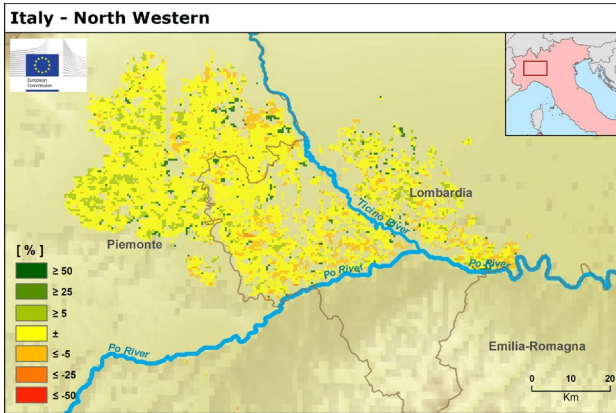 Italy - North Western
European
Commission
Lombardia
Ticino River
Piemonte
[ % ]
≥ 50
≥ 25
≥ 5
±
≤ -5
≤ -25
≤ -50
Po River
Po River
Po River
Emilia-Romagna
0 10 20
Km